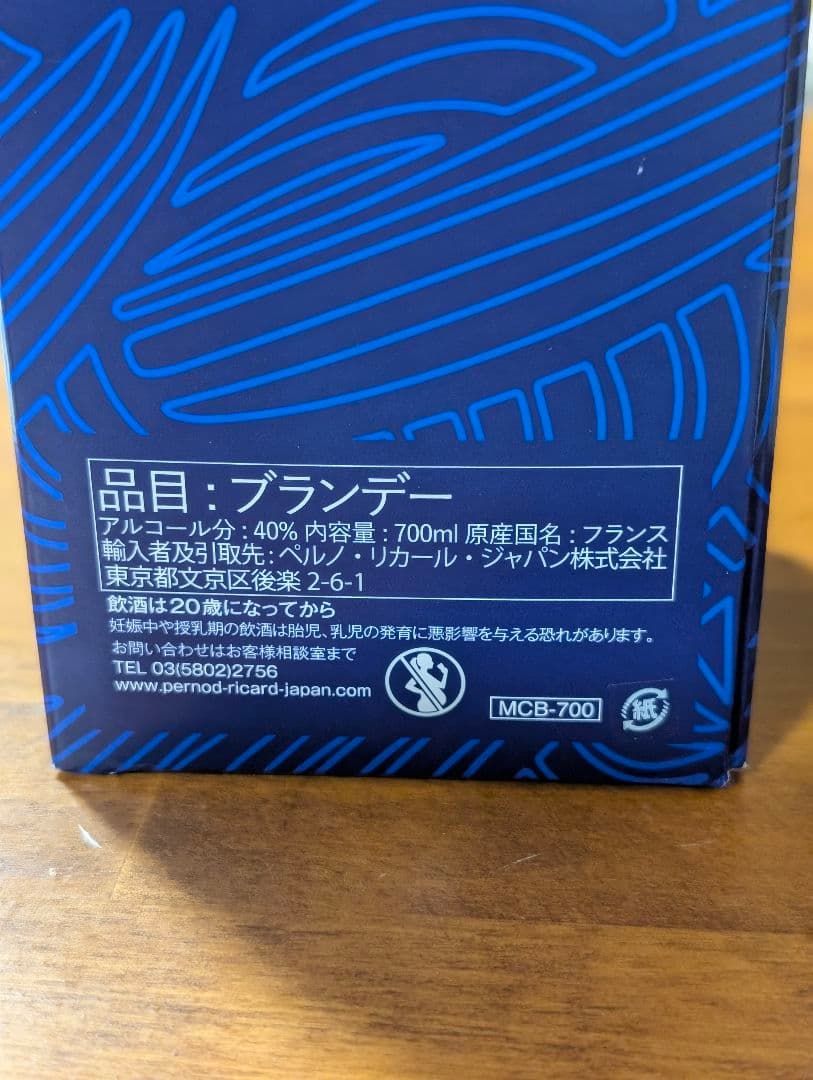 品目 : ブランデー
アルコール分 : 40% 内容量 : 700ml 原産国名 : フランス
輸入者及引取先 : ペルノ・リカール・ジャパン株式会社
東京都文京区後楽 2-6-1
飲酒は20歳になってから
妊娠中や授乳期の飲酒は胎児、乳児の発育に悪影響を与える恐れがあります。
お問い合わせはお客様相談室まで
TEL 03(5802)2756
www.pernod-ricard-japan.com
MCB-700
紙